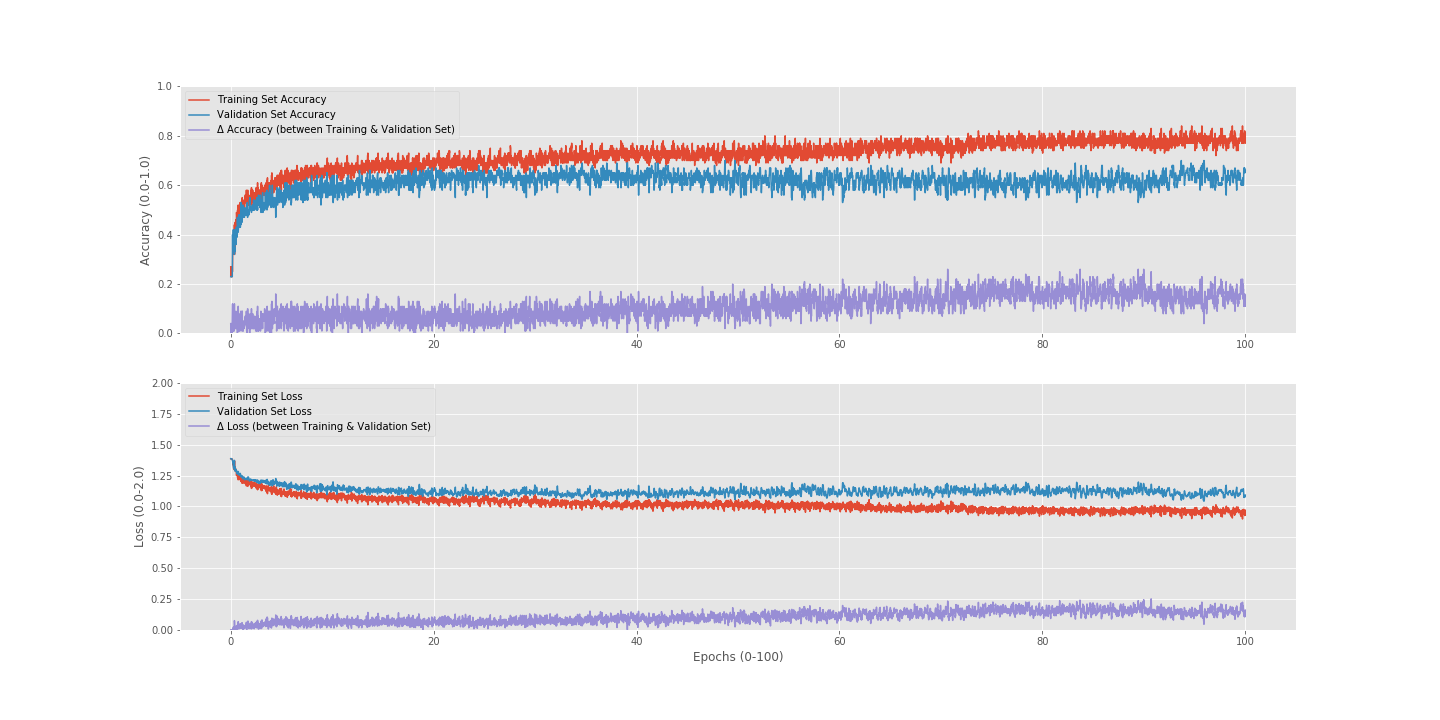 1.0
0.8
0.6
0.4
0.2
0.0
Accuracy (0.0-1.0)
Training Set Accuracy
Validation Set Accuracy
Δ Accuracy (between Training & Validation Set)
0 20 40 60 80 100
2.00
1.75
1.50
1.25
1.00
0.75
0.50
0.25
0.00
Loss (0.0-2.0)
Training Set Loss
Validation Set Loss
Δ Loss (between Training & Validation Set)
0 20 40 60 80 100
Epochs (0-100)